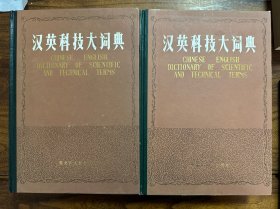 汉英科技大词典
CHINESE ENGLISH
DICTIONARY OF SCIENTIFIC
AND TECHNICAL TERMS
汉英科技大词典
CHINESE ENGLISH
DICTIONARY OF SCIENTIFIC
AND TECHNICAL TERMS